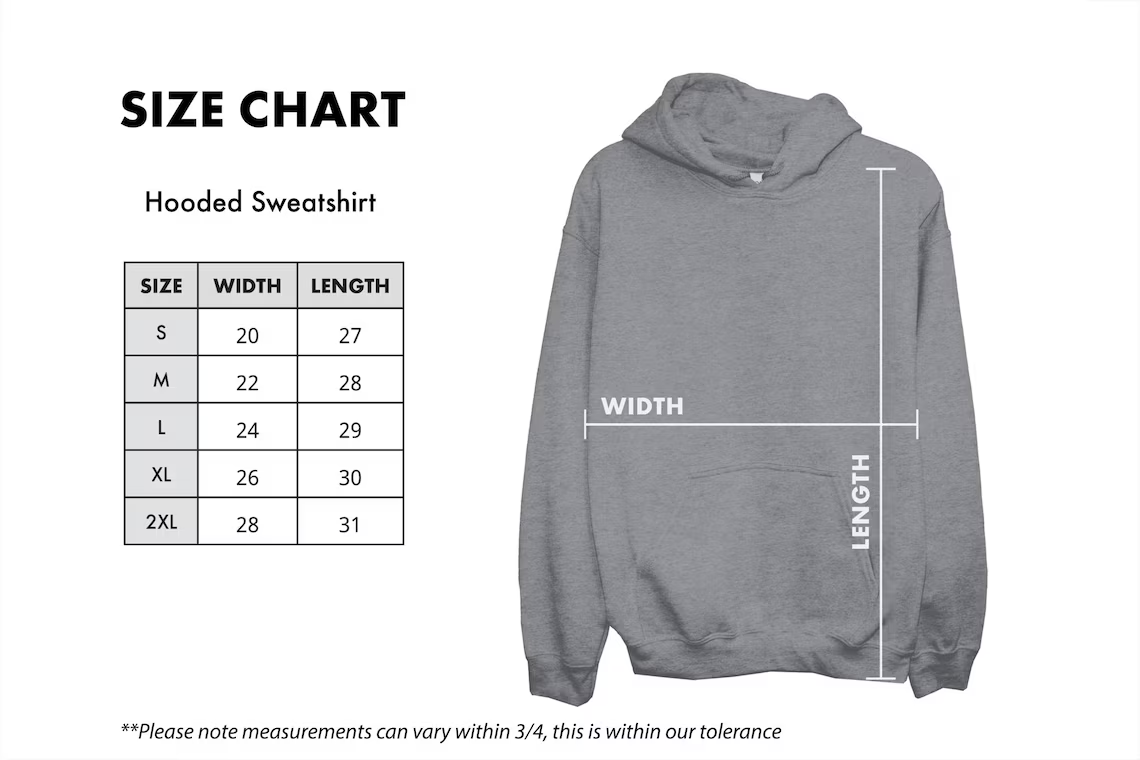 SIZE CHART
Hooded Sweatshirt
SIZE WIDTH LENGTH
S 20 27
M 22 28
L 24 29
XL 26 30
2XL 28 31
WIDTH
LENGTH
**Please note measurements can vary within 3/4, this is within our tolerance